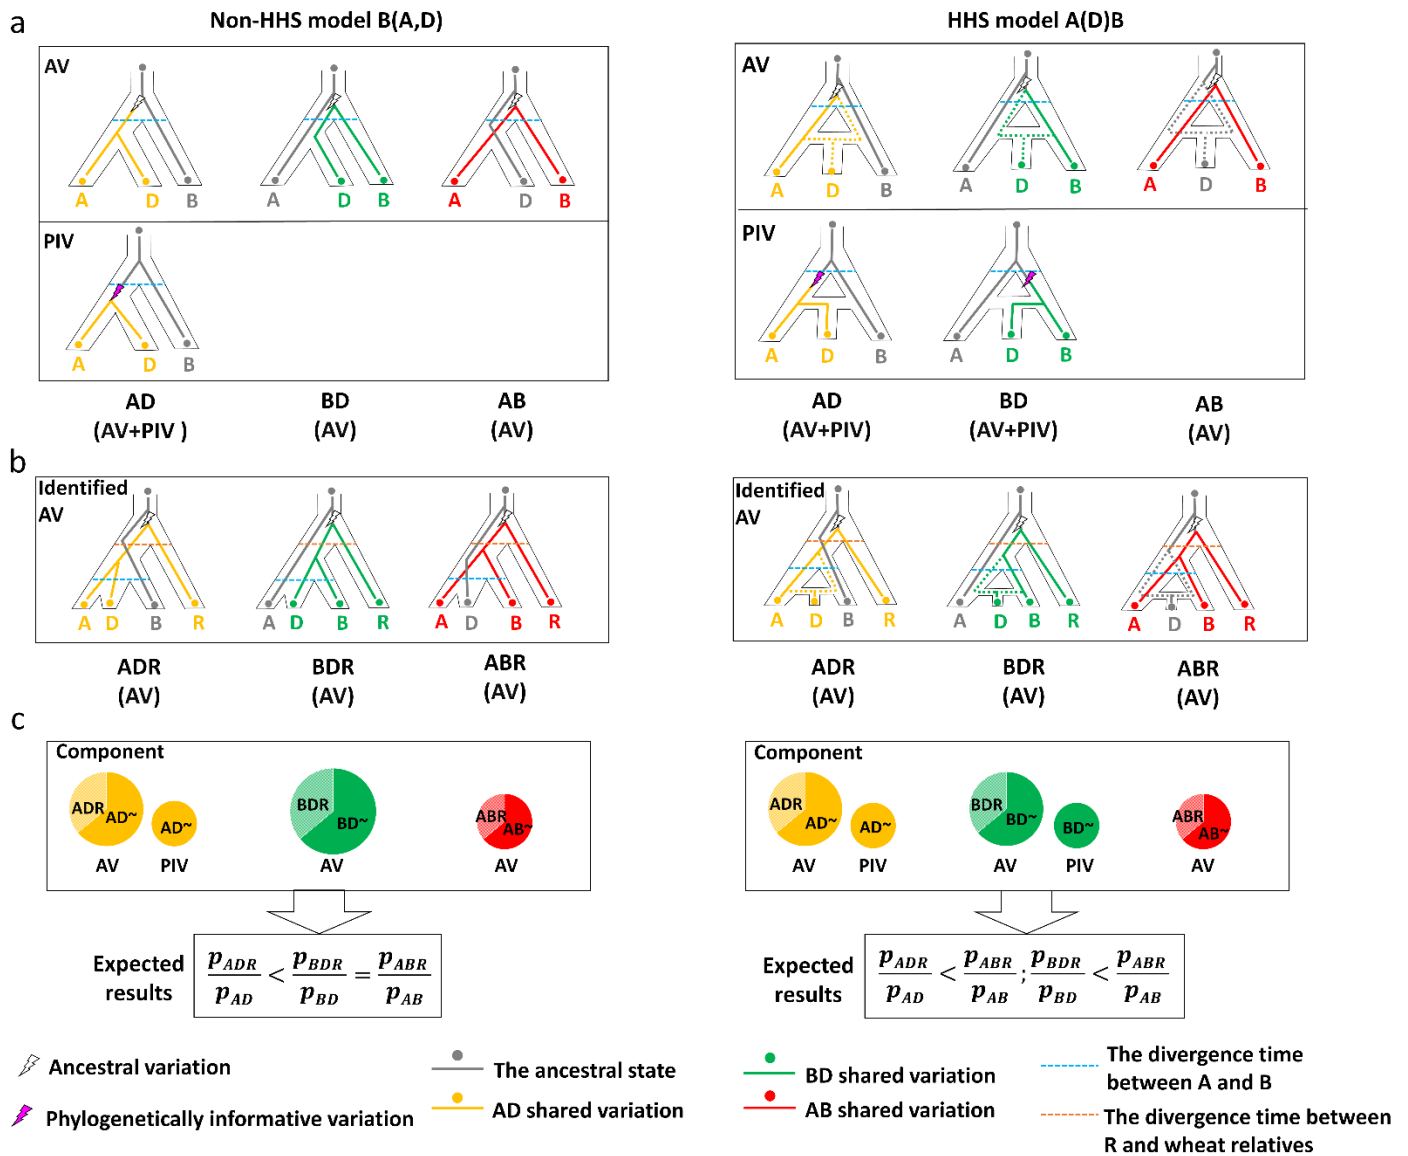 a
Non-HHS model B(A,D)
HHS model A(D)B
AV
A D B
A D B
A D B
PIV
A D B
AD
(AV+PIV )
BD
(AV)
AB
(AV)
AV
A D B
A D B
A D B
PIV
A D B
A D B
AD
(AV+PIV)
BD
(AV+PIV)
AB
(AV)
b
Identified
AV
A D B R
A D B R
A D B R
ADR
(AV)
BDR
(AV)
ABR
(AV)
Identified
AV
A D B R
A D B R
A D B R
ADR
(AV)
BDR
(AV)
ABR
(AV)
c
Component
ADR AD~
AV
AD~
PIV
BDR BD~
AV
ABR AB~
AV
Expected
results
p_ADR/p_AD < p_BDR/p_BD = p_ABR/p_AB
Component
ADR AD~
AV
AD~
PIV
BDR BD~
AV
BD~
PIV
ABR AB~
AV
Expected
results
p_ADR/p_AD < p_ABR/p_AB ; p_BDR/p_BD < p_ABR/p_AB
Ancestral variation
Phylogenetically informative variation
The ancestral state
AD shared variation
BD shared variation
AB shared variation
The divergence time
between A and B
The divergence time between
R and wheat relatives